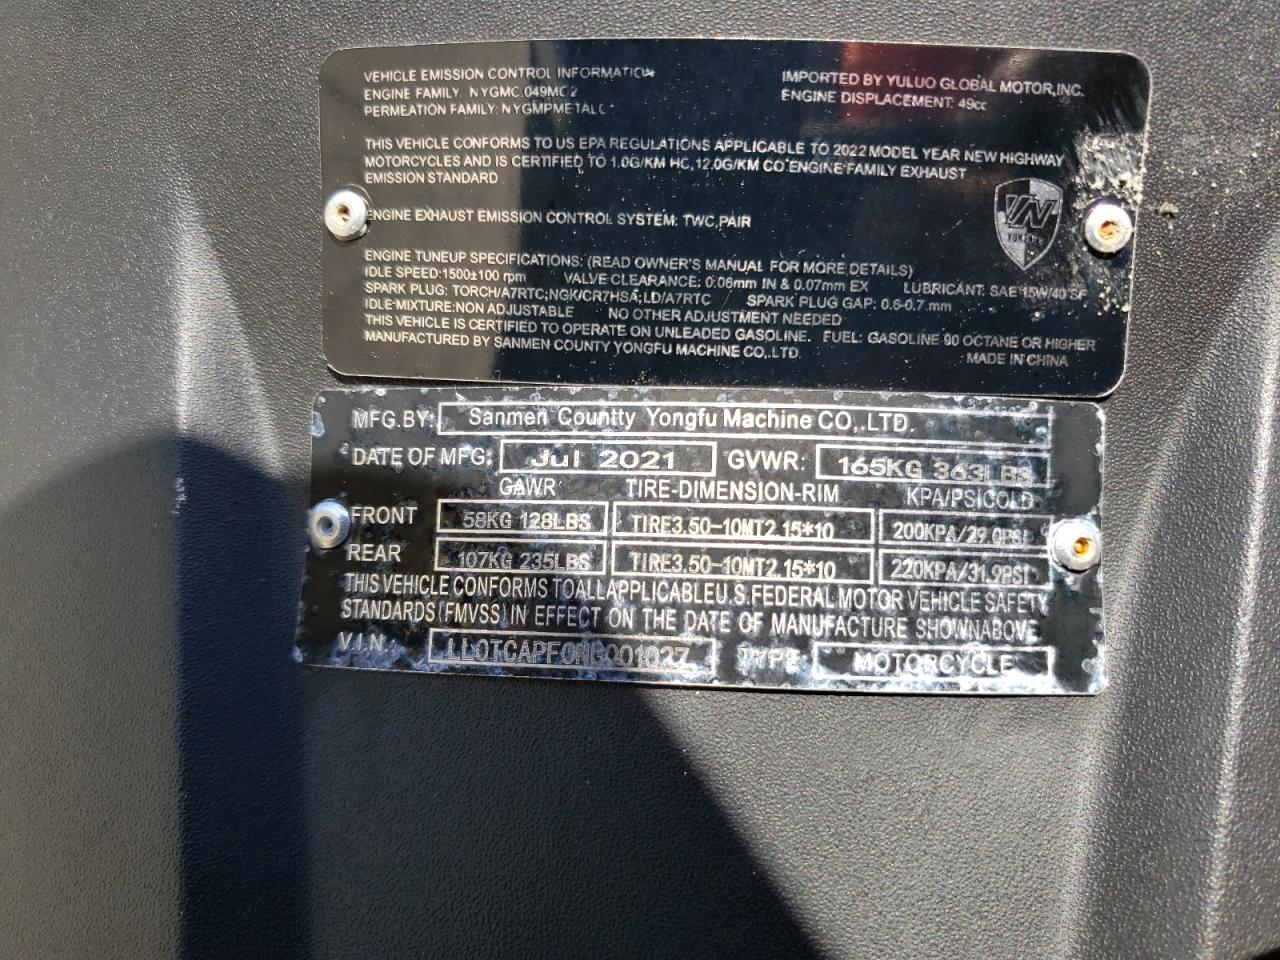 VEHICLE EMISSION CONTROL INFORMATION
IMPORTED BY YULUO GLOBAL MOTOR,INC.
ENGINE FAMILY:
ENGINE DISPLACEMENT: 49cc
PERMEATION FAMILY:
THIS VEHICLE CONFORMS TO US EPA REGULATIONS APPLICABLE TO 2022 MODEL YEAR NEW HIGHWAY
MOTORCYCLES AND IS CERTIFIED TO 1.0G/KM HC,12.0G/KM CO.ENGINE FAMILY EXHAUST
EMISSION STANDARD
ENGINE EXHAUST EMISSION CONTROL SYSTEM: TWC,PAIR
ENGINE TUNEUP SPECIFICATIONS: (READ OWNER'S MANUAL FOR MORE DETAILS)
IDLE SPEED:1500±100 rpm VALVE CLEARANCE: 0.06mm IN & 0.07mm EX LUBRICANT: SAE 15W/40 SF
SPARK PLUG: TORCH/A7RTC;NGK/CR7HSA;LD/A7RTC SPARK PLUG GAP: 0.6-0.7mm
IDLE-MIXTURE:NON ADJUSTABLE NO OTHER ADJUSTMENT NEEDED
THIS VEHICLE IS CERTIFIED TO OPERATE ON UNLEADED GASOLINE. FUEL: GASOLINE 90 OCTANE OR HIGHER
MANUFACTURED BY SANMEN COUNTY YONGFU MACHINE CO,.LTD. MADE IN CHINA
MFG.BY: Sanmen Countty Yongfu Machine CO,.LTD.
DATE OF MFG: Jul 2021 GVWR: 165KG 363LBS
GAWR TIRE-DIMENSION-RIM KPA/PSICOLD
FRONT 58KG 128LBS TIRE3.50-10MT2.15*10 200KPA/29.0PSI
REAR 107KG 235LBS TIRE3.50-10MT2.15*10 220KPA/31.9PSI
THIS VEHICLE CONFORMS TOALLAPPLICABLEU.S.FEDERAL MOTOR VEHICLE SAFETY
STANDARDS (FMVSS) IN EFFECT ON THE DATE OF MANUFACTURE SHOWNABOVE
V.I.N.: TYPE: MOTORCYCLE